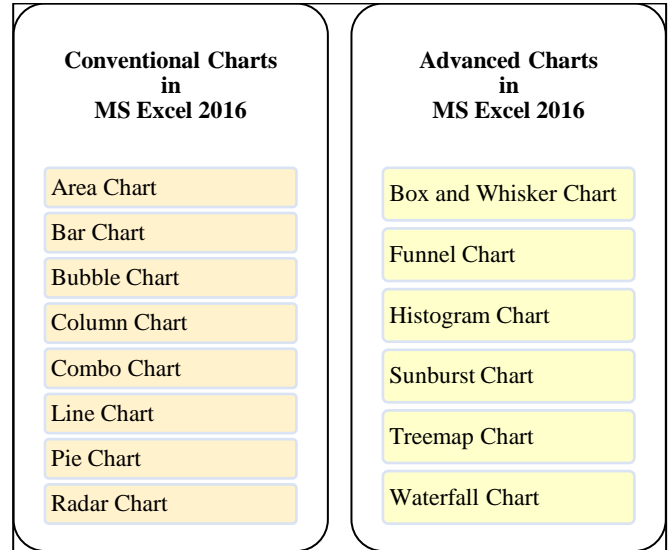 Conventional Charts
in
MS Excel 2016
Area Chart
Bar Chart
Bubble Chart
Column Chart
Combo Chart
Line Chart
Pie Chart
Radar Chart
Advanced Charts
in
MS Excel 2016
Box and Whisker Chart
Funnel Chart
Histogram Chart
Sunburst Chart
Treemap Chart
Waterfall Chart